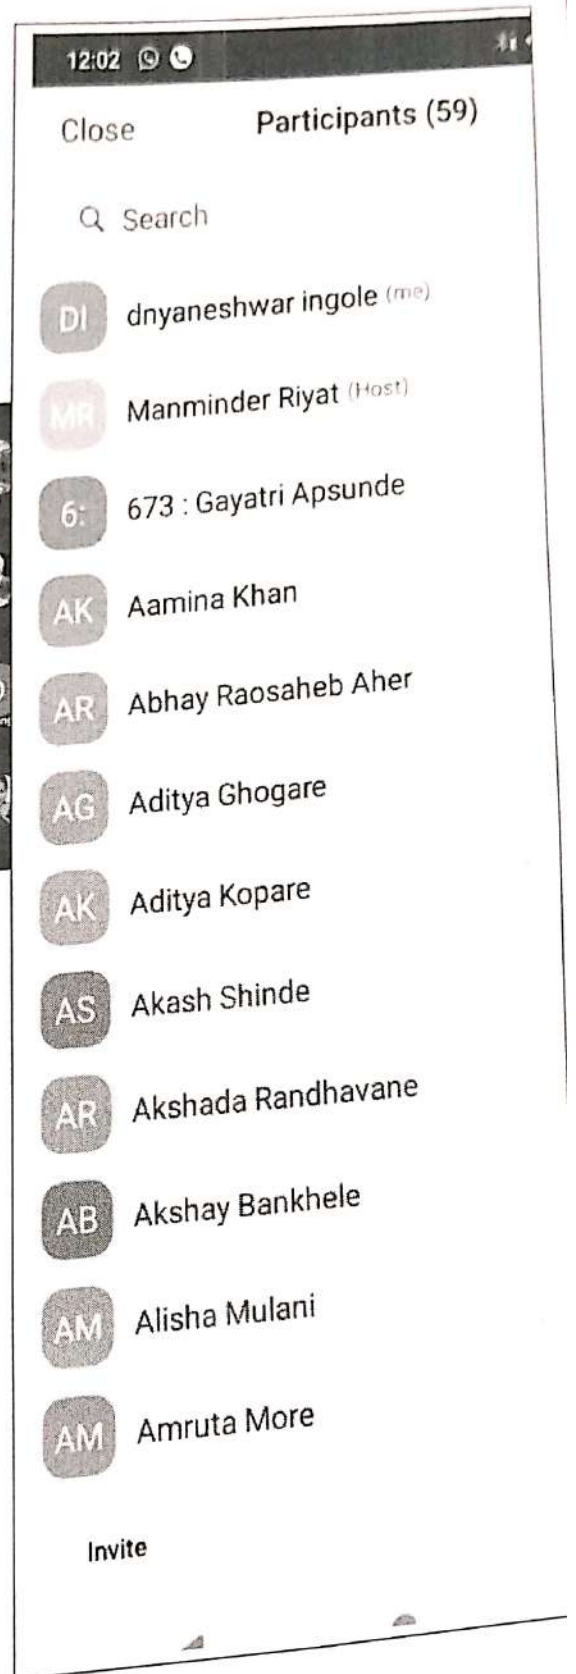 12:02
Close Participants (59)
Search
DI dnyaneshwar ingole (me)
MR Manminder Riyat (Host)
6: 673 : Gayatri Apsunde
AK Aamina Khan
AR Abhay Raosaheb Aher
AG Aditya Ghogare
AK Aditya Kopare
AS Akash Shinde
AR Akshada Randhavane
AB Akshay Bankhele
AM Alisha Mulani
AM Amruta More
Invite